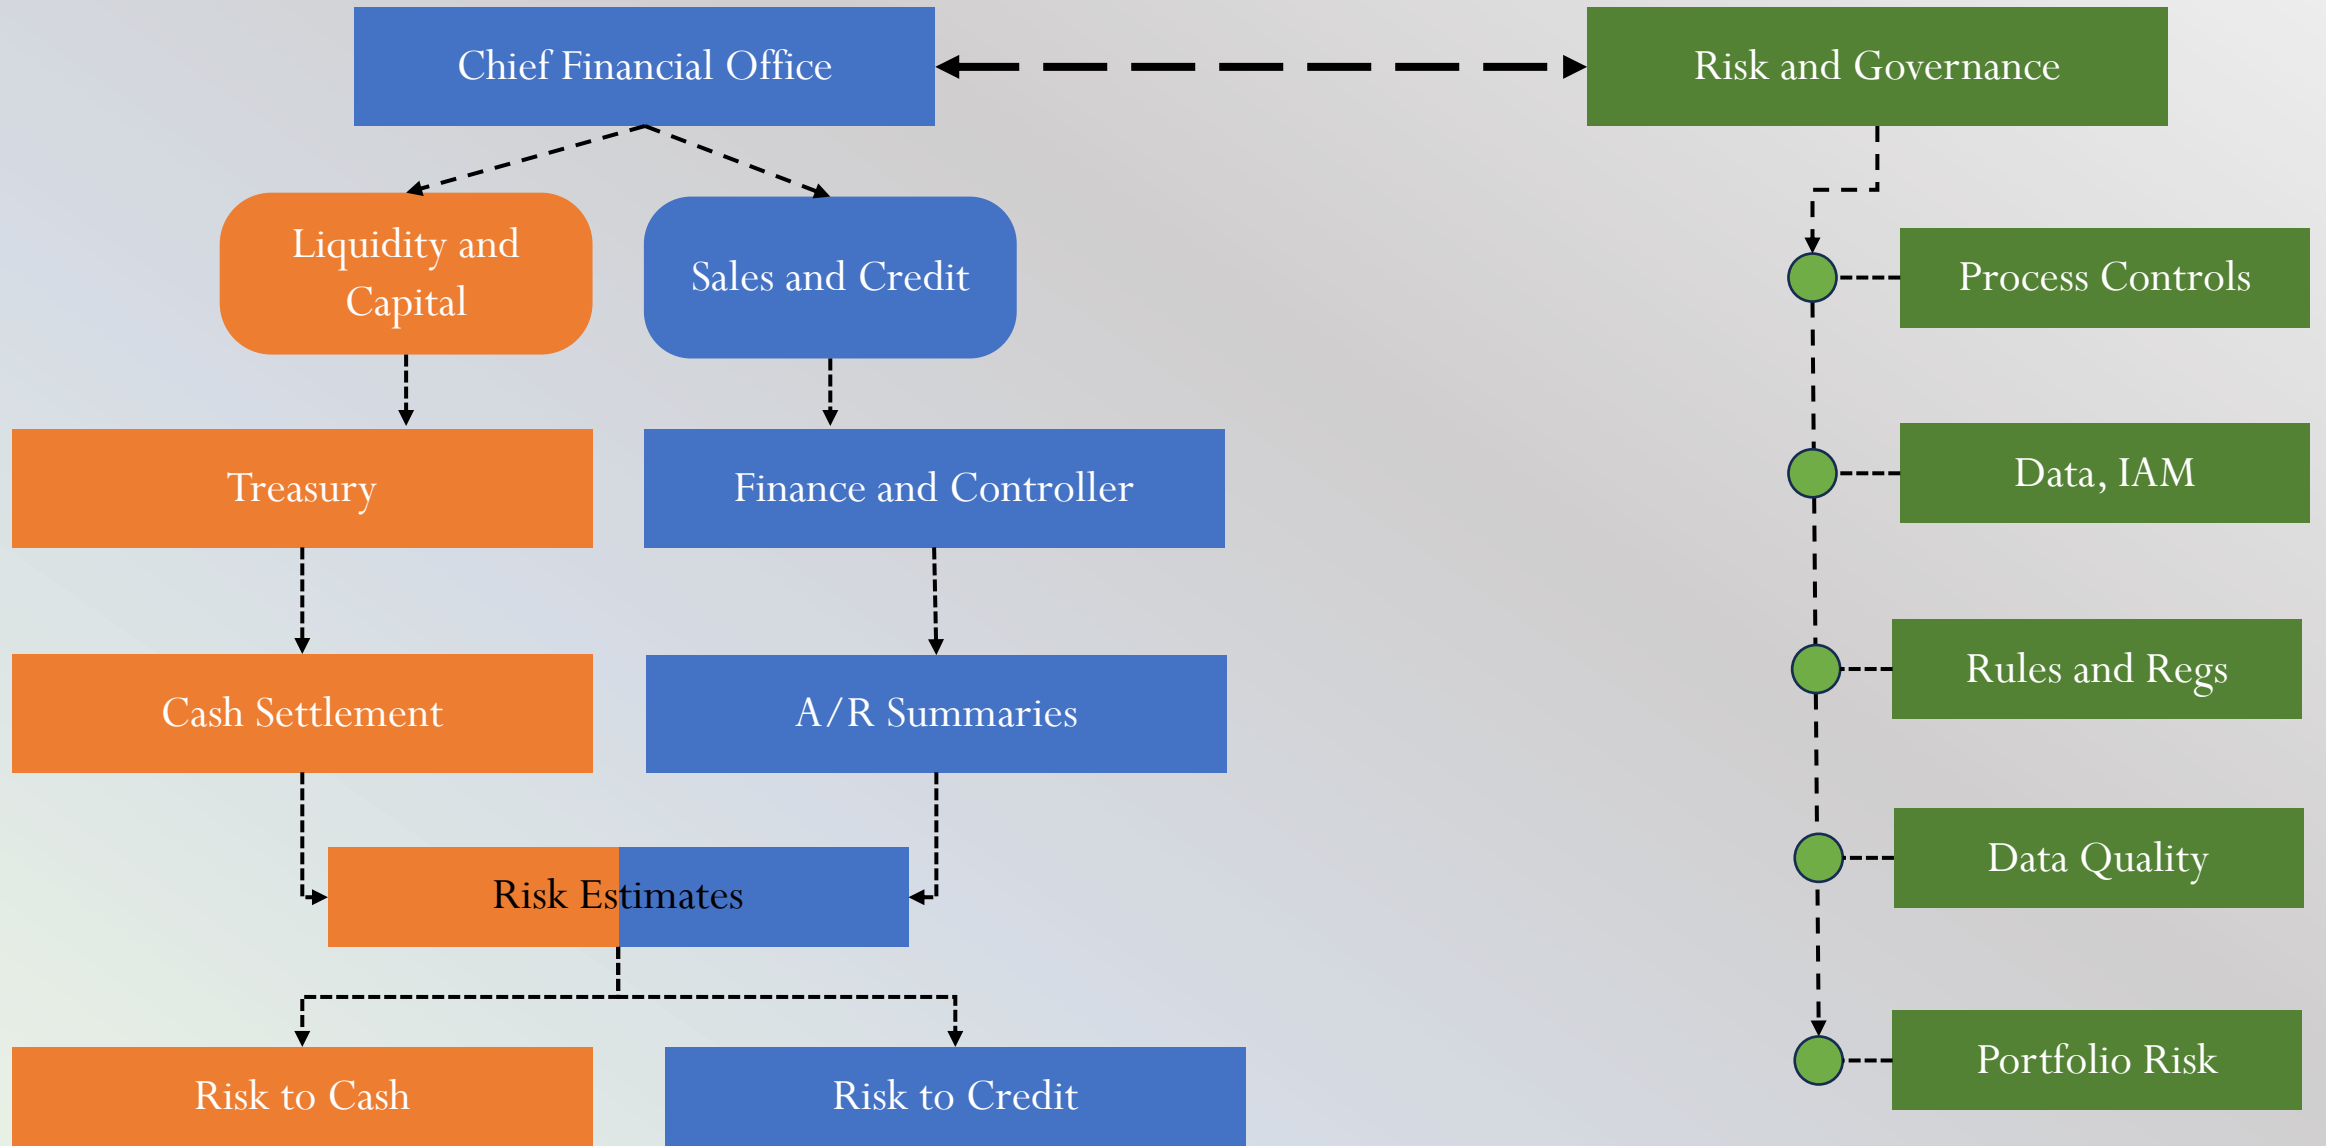 Chief Financial Office
Risk and Governance
Liquidity and
Capital
Sales and Credit
Process Controls
Treasury
Finance and Controller
Data, IAM
Cash Settlement
A/R Summaries
Rules and Regs
Risk Estimates
Data Quality
Risk to Cash
Risk to Credit
Portfolio Risk